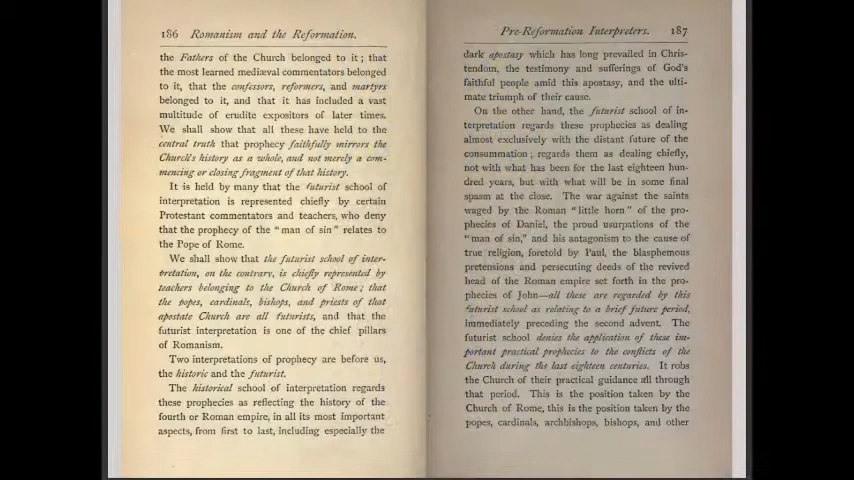 186 Romanism and the Reformation.
the Fathers of the Church belonged to it; that
the most learned mediæval commentators belonged
to it, that the confessors, reformers, and martyrs
belonged to it, and that it has included a vast
multitude of erudite expositors of later times.
We shall show that all these have held to the
central truth that prophecy faithfully mirrors the
Church's history as a whole, and not merely a com-
mencing or closing fragment of that history.
It is held by many that the futurist school of
interpretation is represented chiefly by certain
Protestant commentators and teachers, who deny
that the prophecy of the "man of sin" relates to
the Pope of Rome.
We shall show that the futurist school of inter-
pretation, on the contrary, is chiefly represented by
teachers belonging to the Church of Rome; that
the popes, cardinals, bishops, and priests of that
apostate Church are all futurists, and that the
futurist interpretation is one of the chief pillars
of Romanism.
Two interpretations of prophecy are before us,
the historic and the futurist.
The historical school of interpretation regards
these prophecies as reflecting the history of the
fourth or Roman empire, in all its most important
aspects, from first to last, including especially the
Pre-Reformation Interpreters. 187
dark apostasy which has long prevailed in Chris-
tendom, the testimony and sufferings of God's
faithful people amid this apostasy, and the ulti-
mate triumph of their cause.
On the other hand, the futurist school of in-
terpretation regards these prophecies as dealing
almost exclusively with the distant future of the
consummation; regards them as dealing chiefly,
not with what has been for the last eighteen hun-
dred years, but with what will be in some final
spasm at the close. The war against the saints
waged by the Roman "little horn" of the pro-
phecies of Daniel, the proud usurpations of the
"man of sin," and his antagonism to the cause of
true religion, foretold by Paul, the blasphemous
pretensions and persecuting deeds of the revived
head of the Roman empire set forth in the pro-
phecies of John—all these are regarded by this
futurist school as relating to a brief future period,
immediately preceding the second advent. The
futurist school denies the application of these im-
portant practical prophecies to the conflicts of the
Church during the last eighteen centuries. It robs
the Church of their practical guidance all through
that period. This is the position taken by the
Church of Rome, this is the position taken by the
popes, cardinals, archbishops, bishops, and other